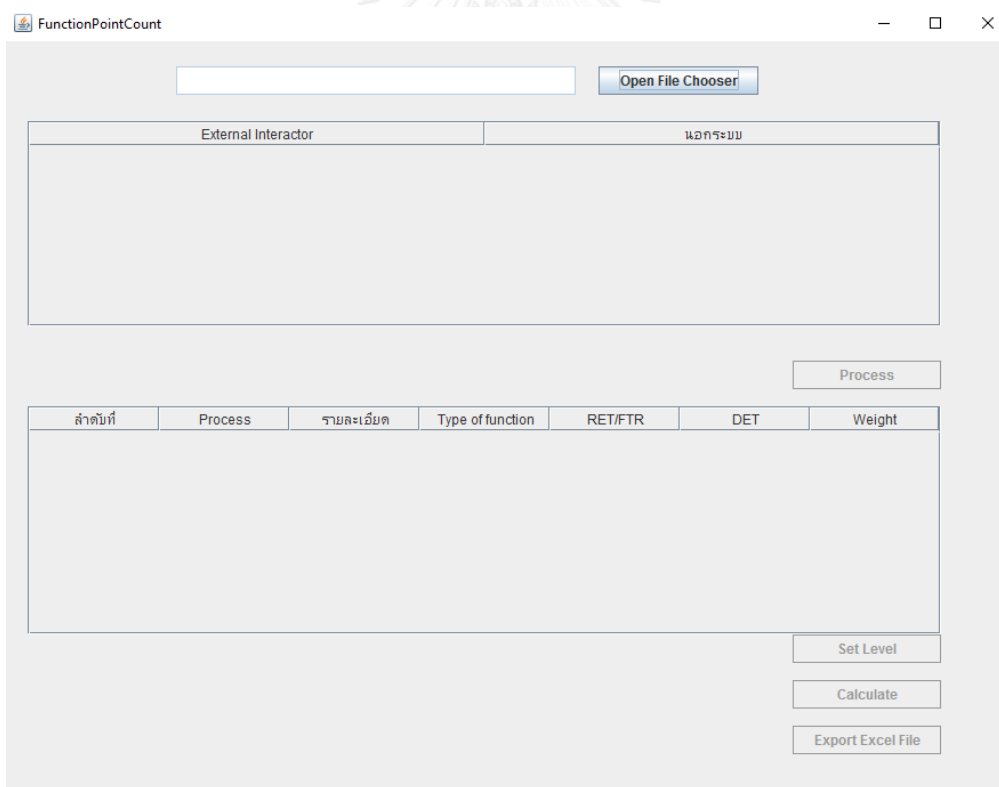 FunctionPointCount
Open File Chooser
External Interactor นอกระบบ
Process
ลำดับที่ Process รายละเอียด Type of function RET/FTR DET Weight
Set Level
Calculate
Export Excel File